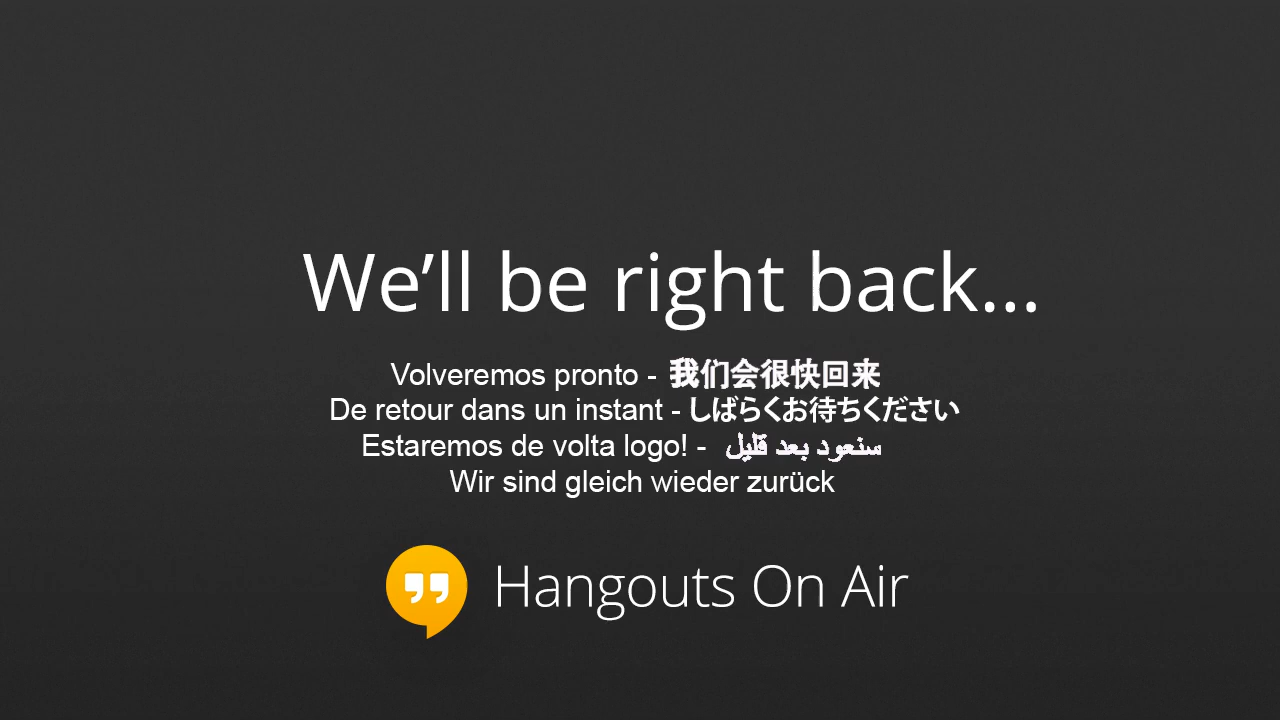 We’ll be right back...
Volveremos pronto - 我们会很快回来
De retour dans un instant - しばらくお待ちください
Estaremos de volta logo! - سنعود بعد قليل
Wir sind gleich wieder zurück
Hangouts On Air